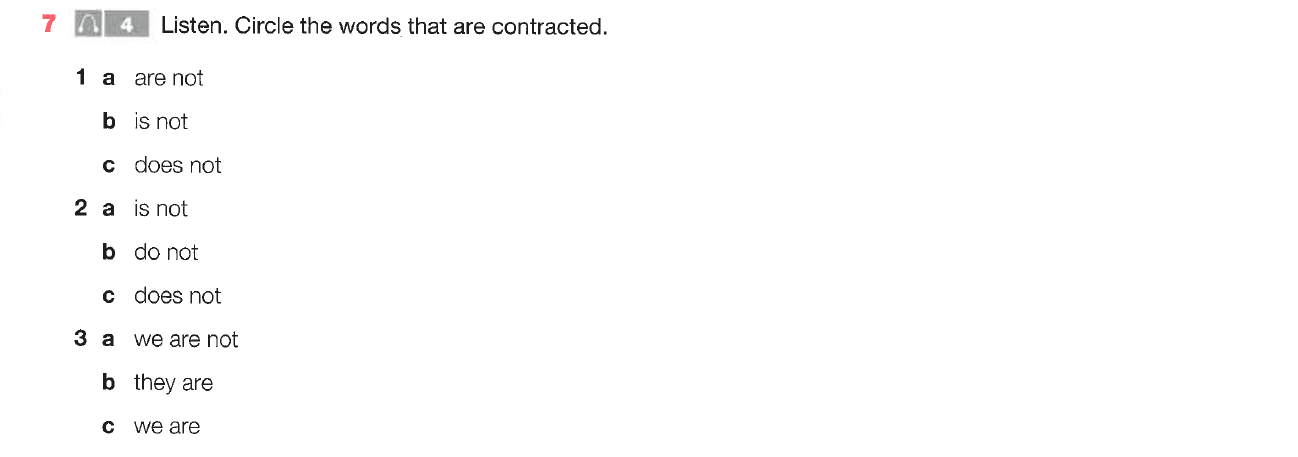 7 4 Listen. Circle the words that are contracted.
1 a are not
b is not
c does not
2 a is not
b do not
c does not
3 a we are not
b they are
c we are